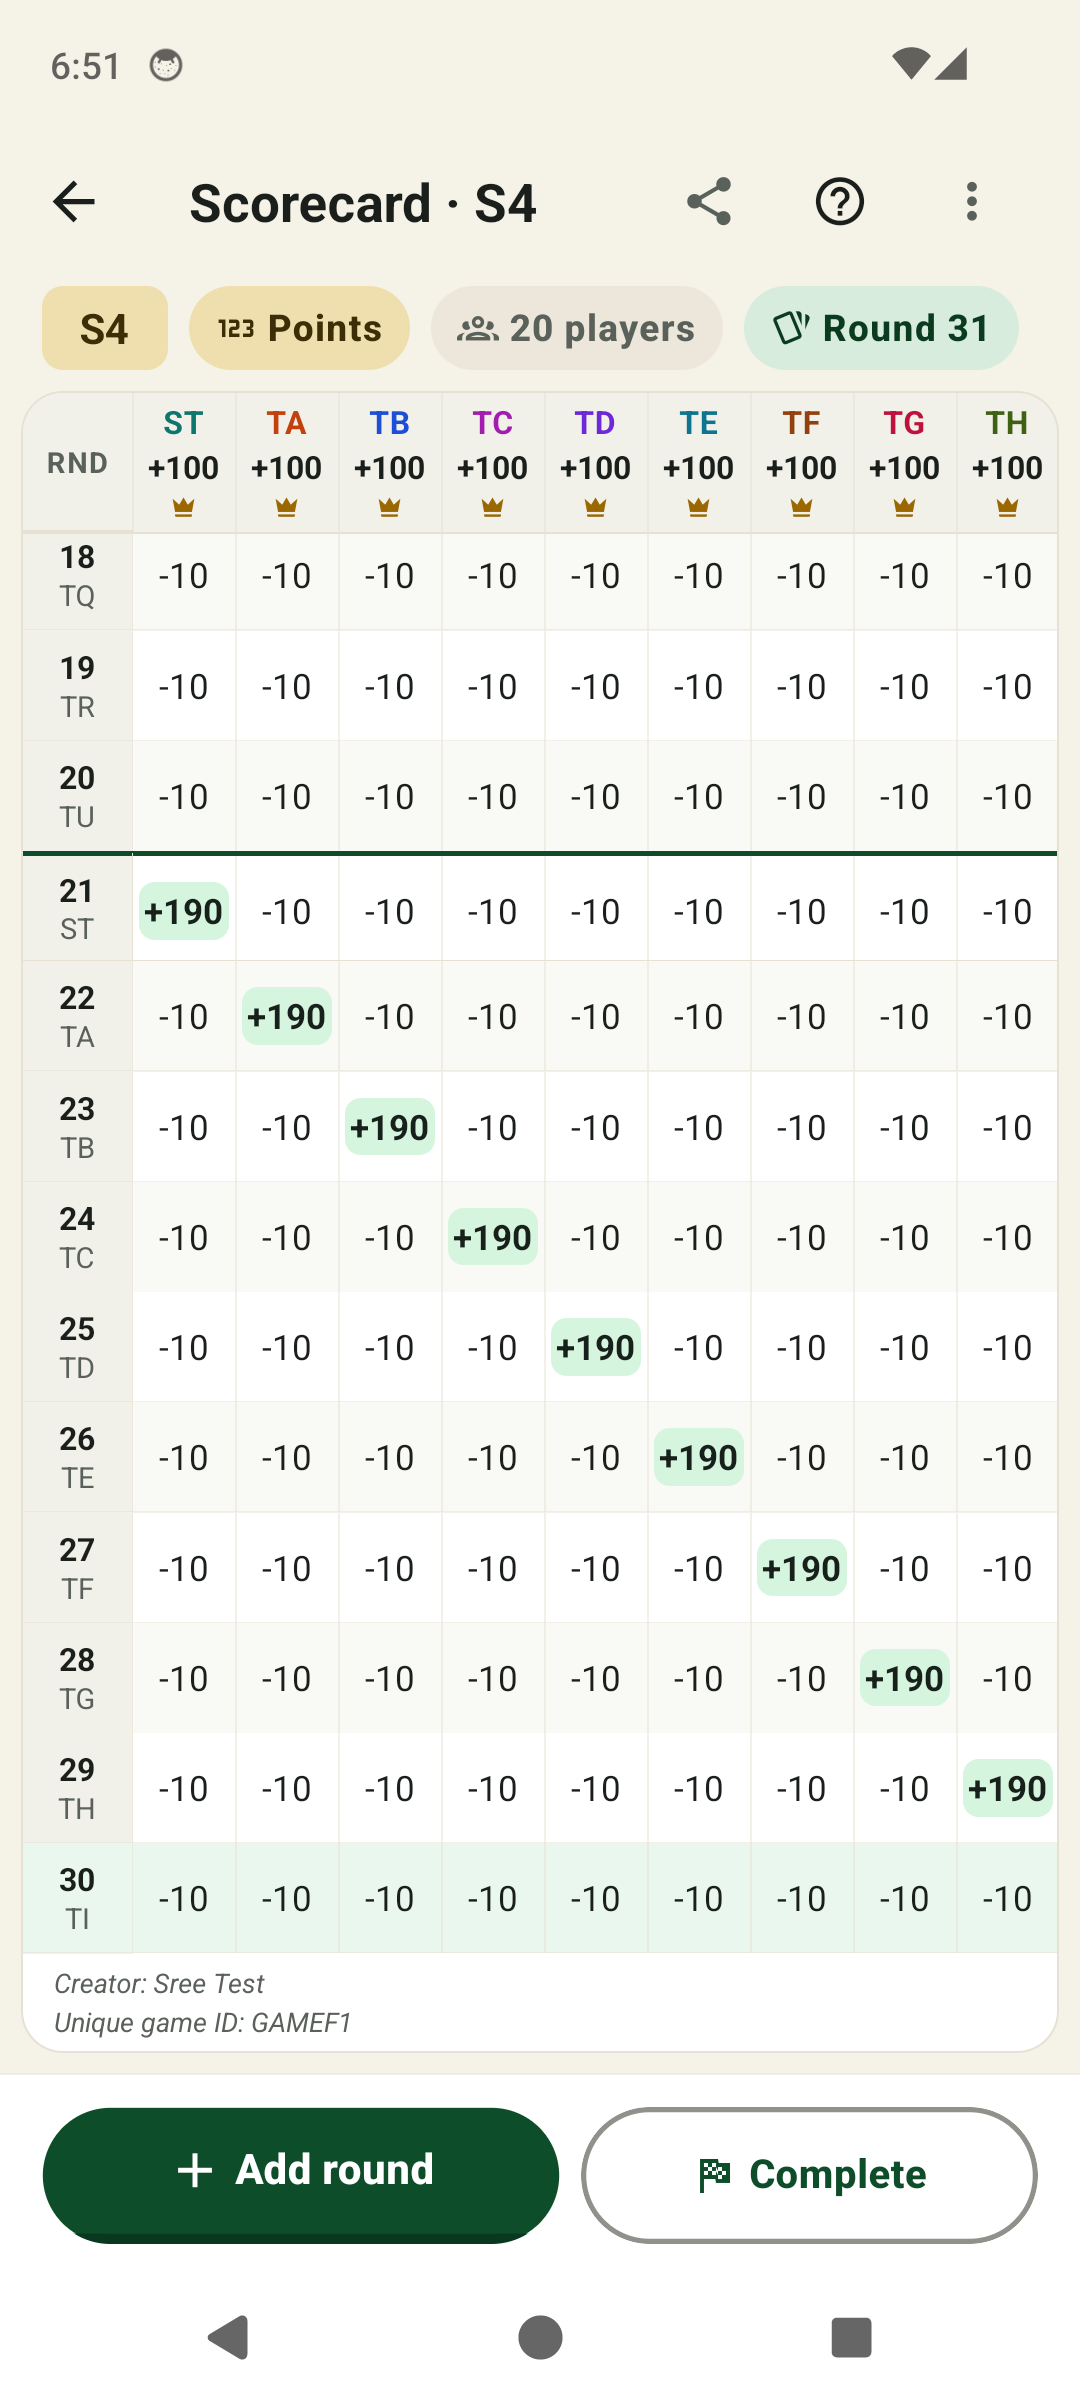 6:51
Scorecard · S4
S4
123 Points
20 players
Round 31
RND ST TA TB TC TD TE TF TG TH
+100 +100 +100 +100 +100 +100 +100 +100 +100
18 TQ -10 -10 -10 -10 -10 -10 -10 -10 -10
19 TR -10 -10 -10 -10 -10 -10 -10 -10 -10
20 TU -10 -10 -10 -10 -10 -10 -10 -10 -10
21 ST +190 -10 -10 -10 -10 -10 -10 -10 -10
22 TA -10 +190 -10 -10 -10 -10 -10 -10 -10
23 TB -10 -10 +190 -10 -10 -10 -10 -10 -10
24 TC -10 -10 -10 +190 -10 -10 -10 -10 -10
25 TD -10 -10 -10 -10 +190 -10 -10 -10 -10
26 TE -10 -10 -10 -10 -10 +190 -10 -10 -10
27 TF -10 -10 -10 -10 -10 -10 +190 -10 -10
28 TG -10 -10 -10 -10 -10 -10 -10 +190 -10
29 TH -10 -10 -10 -10 -10 -10 -10 -10 +190
30 TI -10 -10 -10 -10 -10 -10 -10 -10 -10
Creator: Sree Test
Unique game ID: GAMEF1
Add round
Complete